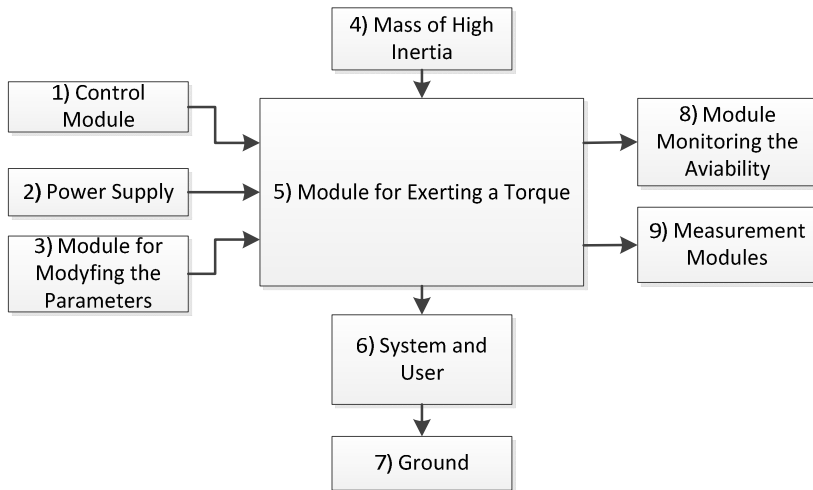 4) Mass of High
Inertia
1) Control
Module
2) Power Supply
3) Module for
Modyfing the
Parameters
5) Module for Exerting a Torque
8) Module
Monitoring the
Aviability
9) Measurement
Modules
6) System and
User
7) Ground